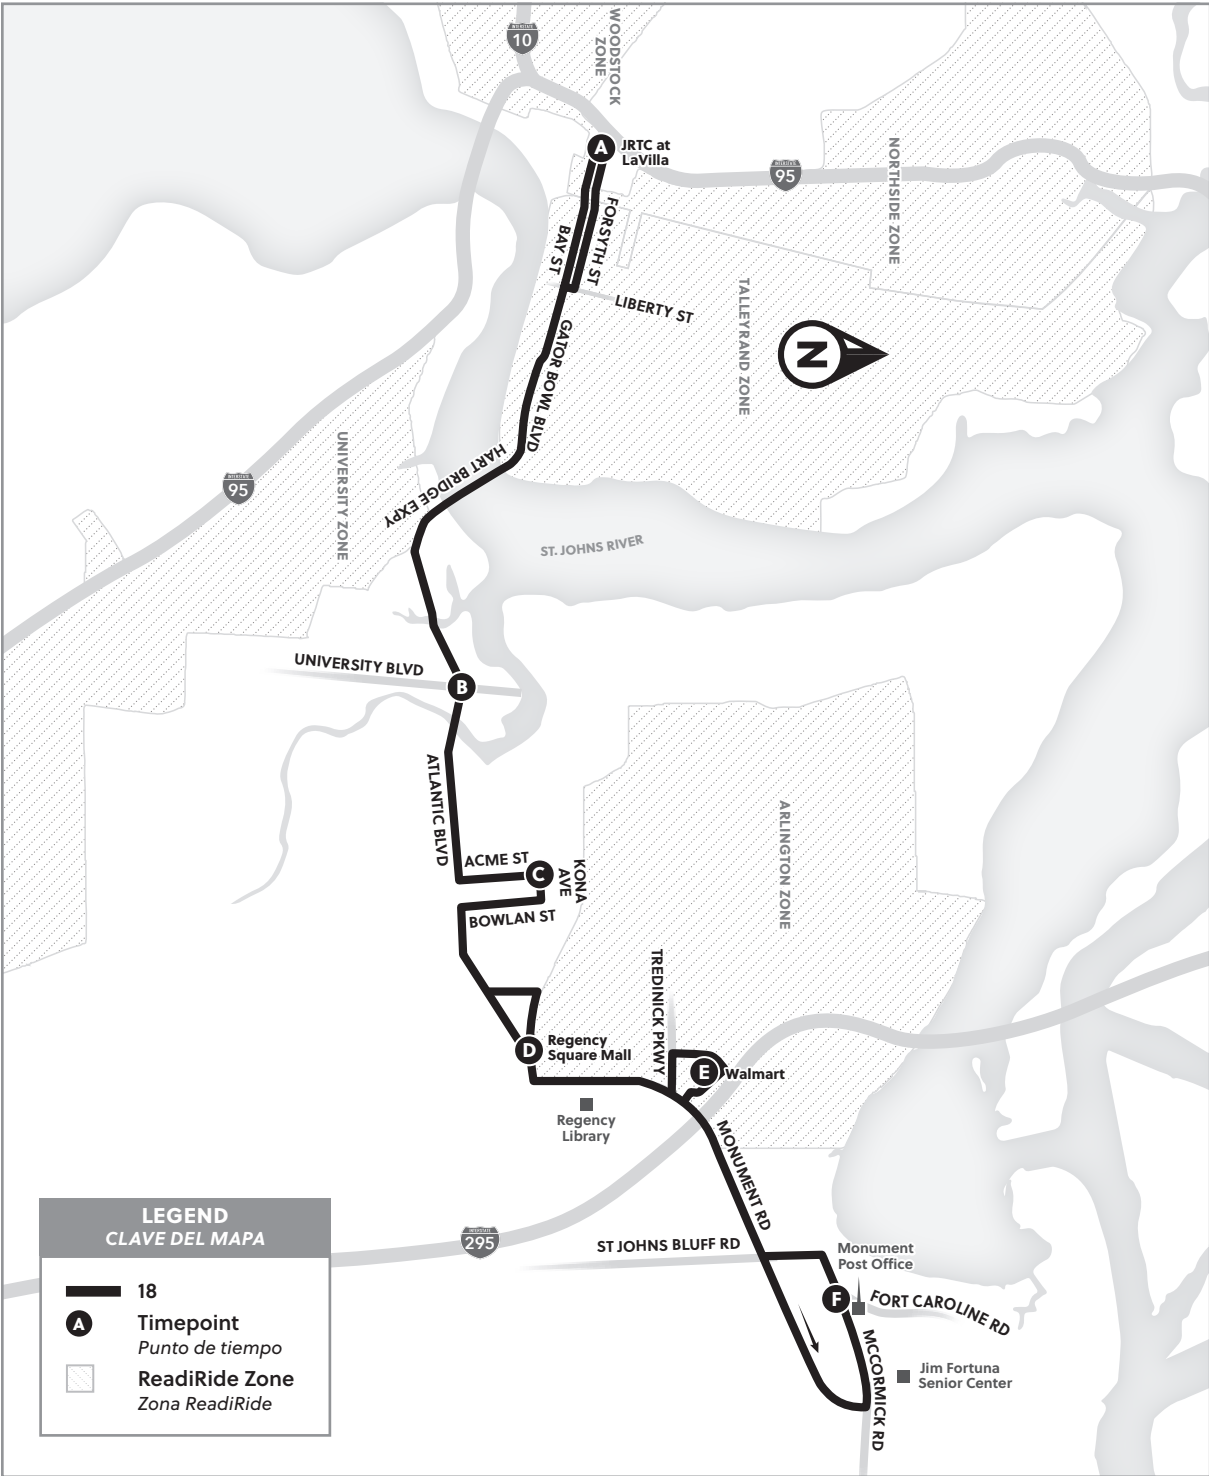 INTERSTATE
10
WOODSTOCK
ZONE
A
JRTC at
LaVilla
INTERSTATE
95
NORTHSIDE ZONE
FORSYTH ST
BAY ST
LIBERTY ST
TALLEYRAND ZONE
N
GATOR BOWL BLVD
HART BRIDGE EXPY
UNIVERSITY ZONE
INTERSTATE
95
ST. JOHNS RIVER
UNIVERSITY BLVD
B
ATLANTIC BLVD
ACME ST
C
KONA
AVE
BOWLAN ST
ARLINGTON ZONE
TREDINICK PKWY
D
Regency
Square Mall
E
Walmart
Regency
Library
MONUMENT RD
INTERSTATE
295
ST JOHNS BLUFF RD
Monument
Post Office
F
FORT CAROLINE RD
MCCORMICK RD
Jim Fortuna
Senior Center
LEGEND
CLAVE DEL MAPA
18
A
Timepoint
Punto de tiempo
ReadiRide Zone
Zona ReadiRide